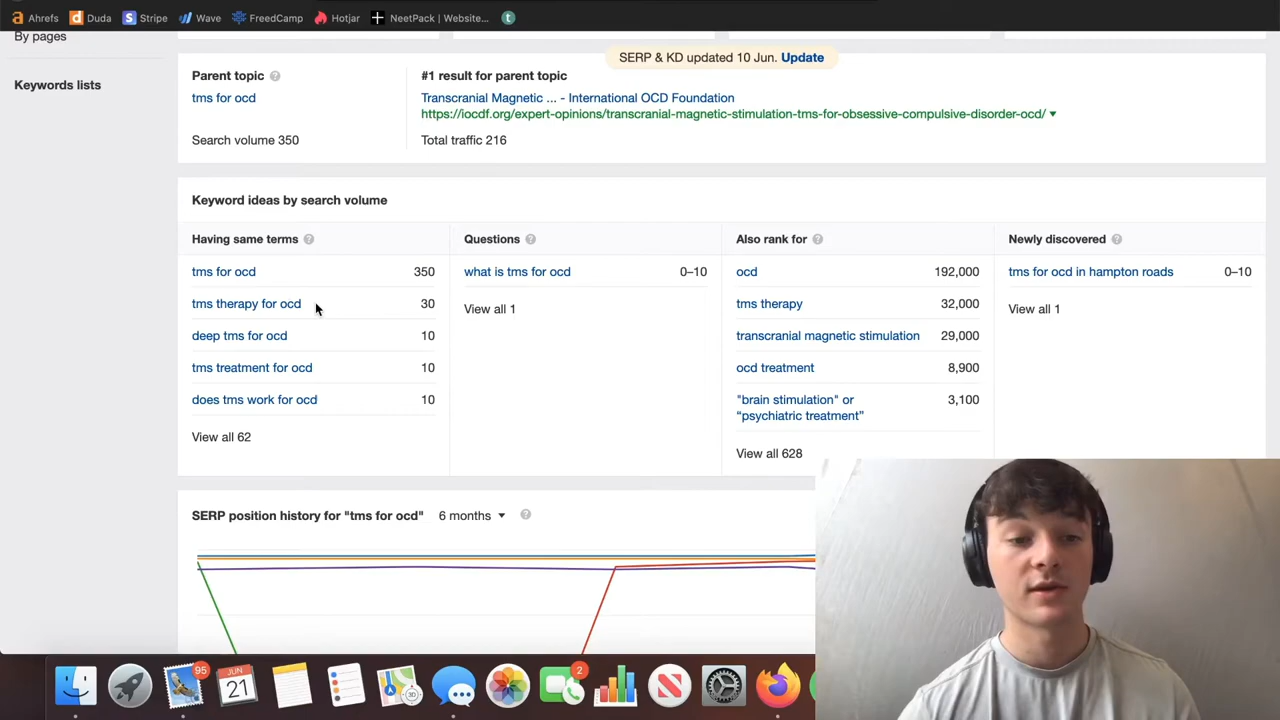 Ahrefs Duda Stripe Wave FreedCamp Hotjar NeetPack | Website...
By pages
Keywords lists
SERP & KD updated 10 Jun. Update
Parent topic
tms for ocd
Search volume 350
#1 result for parent topic
Transcranial Magnetic ... - International OCD Foundation
https://iocdf.org/expert-opinions/transcranial-magnetic-stimulation-tms-for-obsessive-compulsive-disorder-ocd/
Total traffic 216
Keyword ideas by search volume
Having same terms
tms for ocd 350
tms therapy for ocd 30
deep tms for ocd 10
tms treatment for ocd 10
does tms work for ocd 10
View all 62
Questions
what is tms for ocd 0–10
View all 1
Also rank for
ocd 192,000
tms therapy 32,000
transcranial magnetic stimulation 29,000
ocd treatment 8,900
"brain stimulation" or 3,100
"psychiatric treatment”
View all 628
Newly discovered
tms for ocd in hampton roads 0–10
View all 1
SERP position history for "tms for ocd" 6 months
95
JUN
21
2